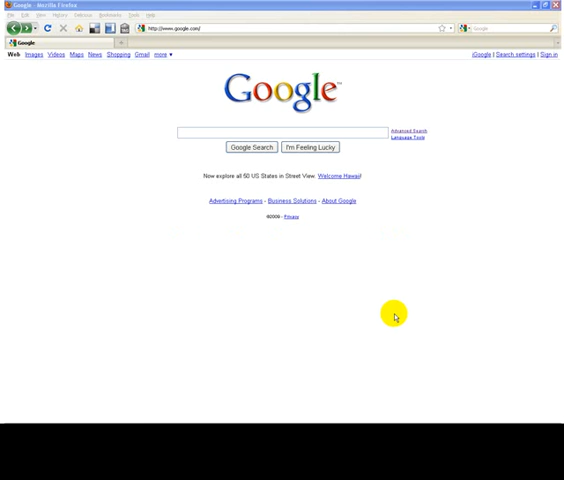 Google - Mozilla Firefox
File Edit View History Delicious Bookmarks Tools Help
http://www.google.com/
Google
Google
Web Images Videos Maps News Shopping Gmail more ▼
iGoogle | Search settings | Sign in
Google™
Advanced Search
Language Tools
Google Search
I'm Feeling Lucky
Now explore all 50 US States in Street View. Welcome Hawaii!
Advertising Programs - Business Solutions - About Google
©2009 - Privacy